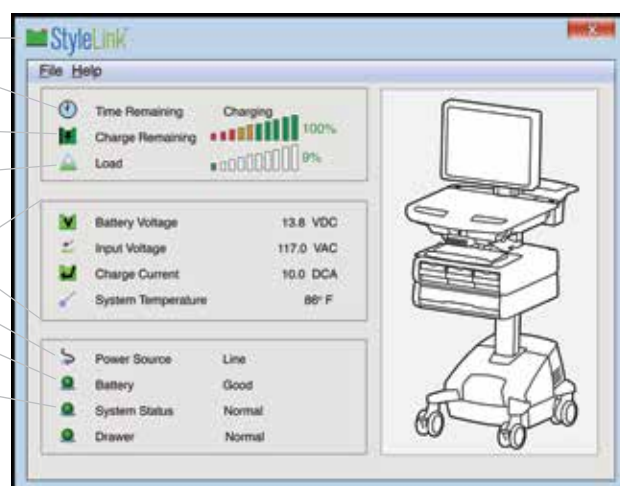 StyleLink
File Help
Time Remaining Charging
Charge Remaining 100%
Load 9%
Battery Voltage 13.8 VDC
Input Voltage 117.0 VAC
Charge Current 10.0 DCA
System Temperature 86° F
Power Source Line
Battery Good
System Status Normal
Drawer Normal